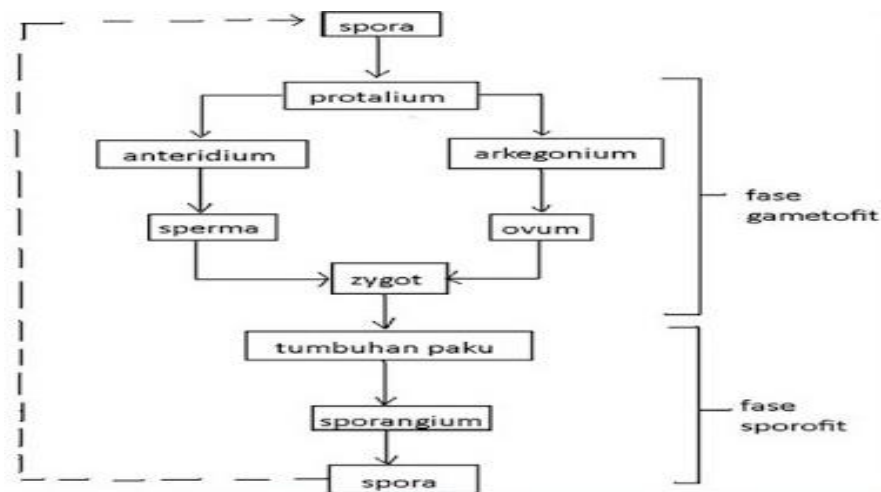 spora
protalium
anteridium
arkegonium
sperma
ovum
zygot
fase
gametofit
tumbuhan paku
sporangium
fase
sporofit
spora